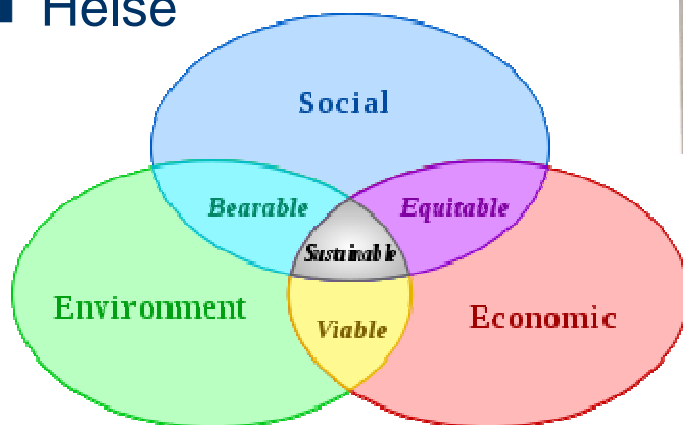 Helse
Social
Bearable
Equitable
Sustainable
Environment
Economic
Viable